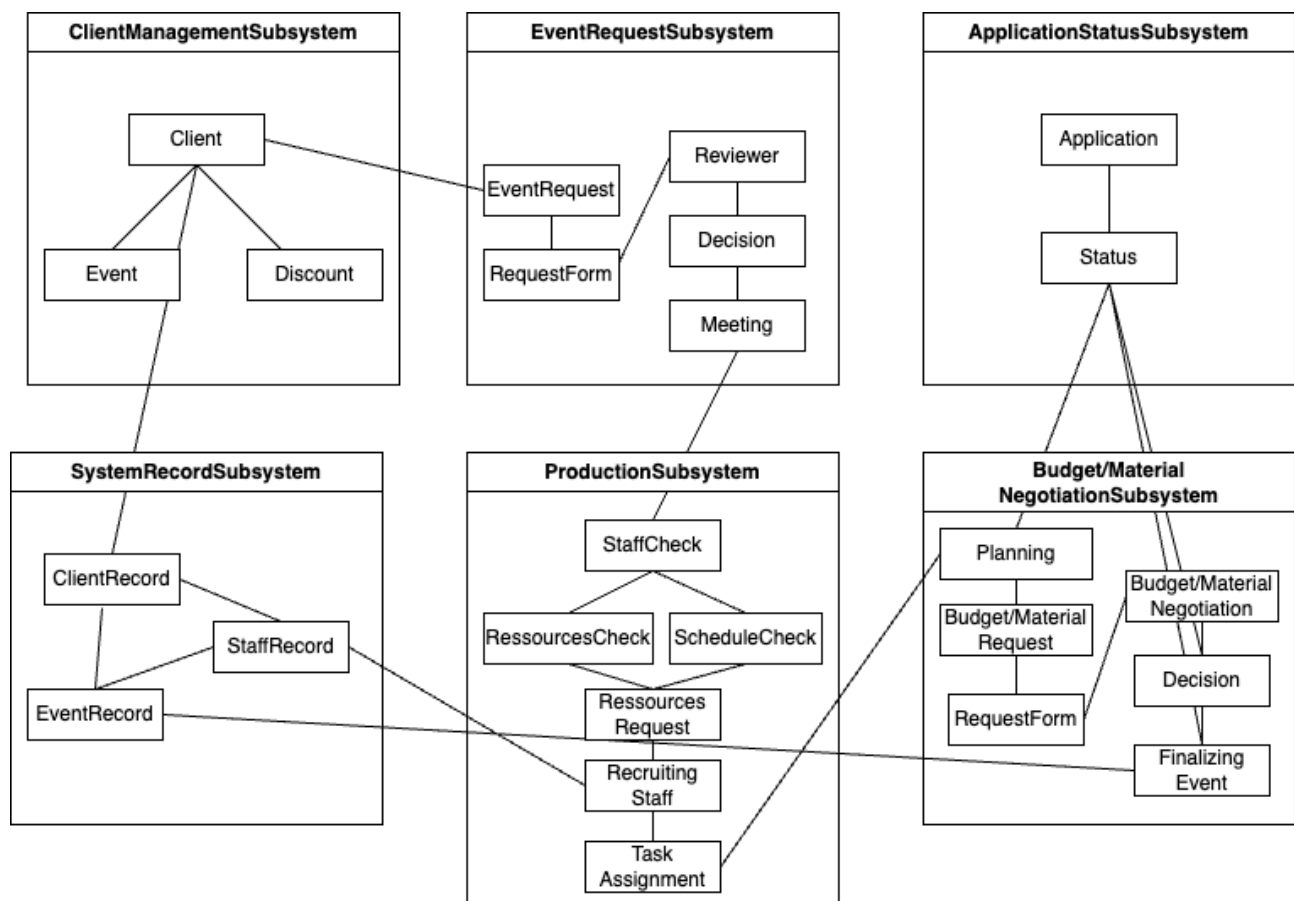 ClientManagementSubsystem
Client
Event
Discount
EventRequestSubsystem
EventRequest
RequestForm
Reviewer
Decision
Meeting
ApplicationStatusSubsystem
Application
Status
SystemRecordSubsystem
ClientRecord
StaffRecord
EventRecord
ProductionSubsystem
StaffCheck
RessourcesCheck
ScheduleCheck
Ressources
Request
Recruiting
Staff
Task
Assignment
Budget/Material
NegotiationSubsystem
Planning
Budget/Material
Request
RequestForm
Budget/Material
Negotiation
Decision
Finalizing
Event